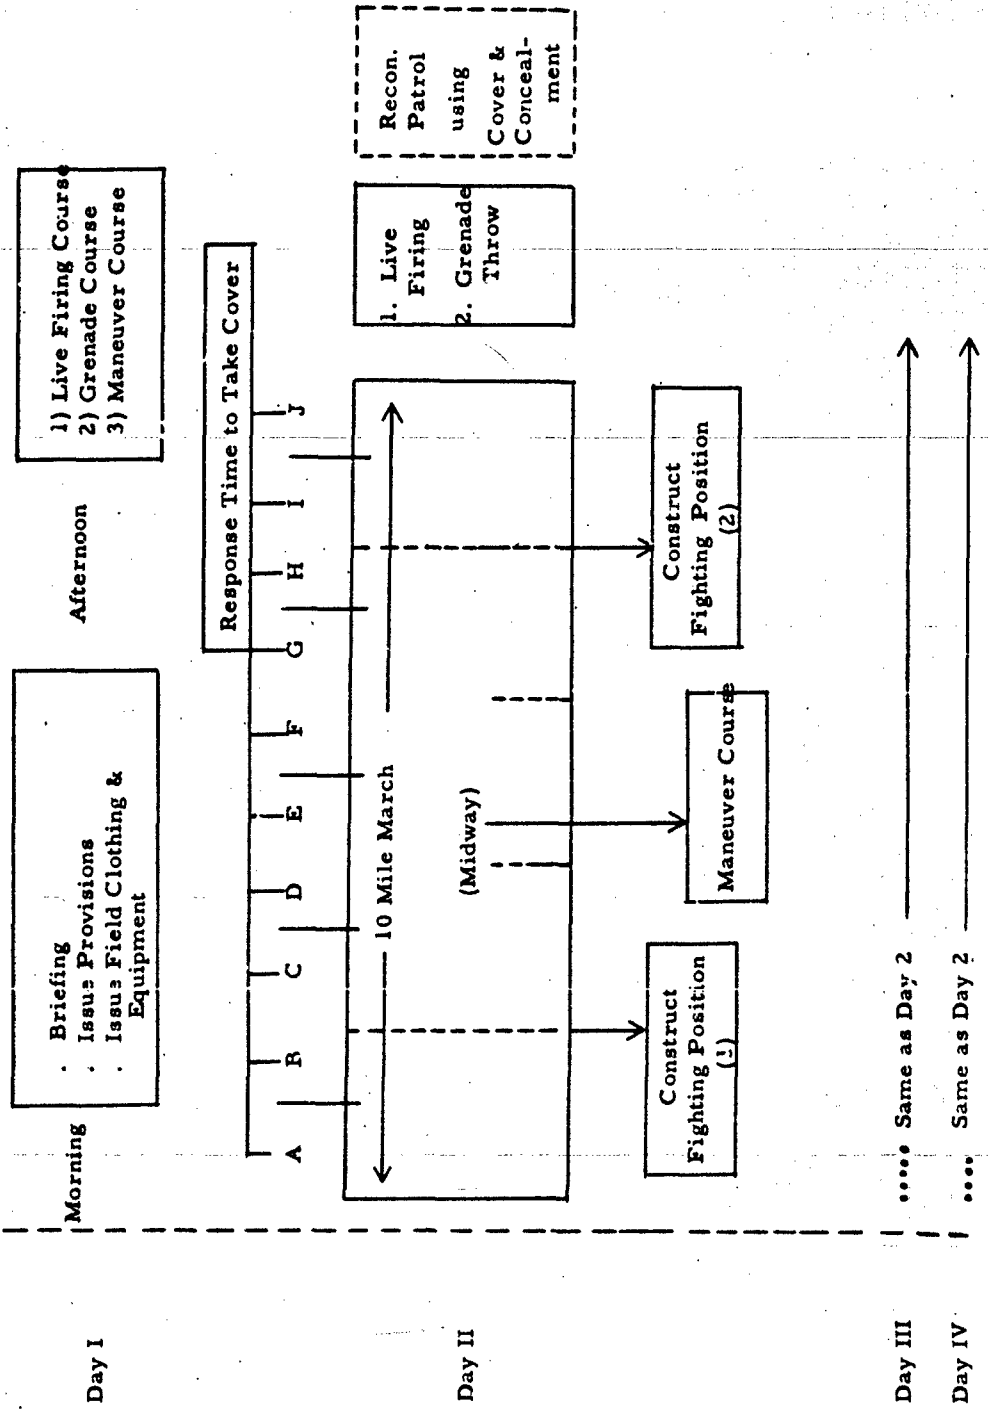 Day I
Morning
. Briefing
. Issue Provisions
. Issue Field Clothing &
Equipment
Afternoon
1) Live Firing Course
2) Grenade Course
3) Maneuver Course
Response Time to Take Cover
A B C D E F G H I J
Day II
10 Mile March
(Midway)
1. Live
Firing
2. Grenade
Throw
Recon.
Patrol
using
Cover &
Conceal-
ment
Construct
Fighting Position
(1)
Maneuver Course
Construct
Fighting Position
(2)
Day III
..... Same as Day 2
Day IV
.... Same as Day 2